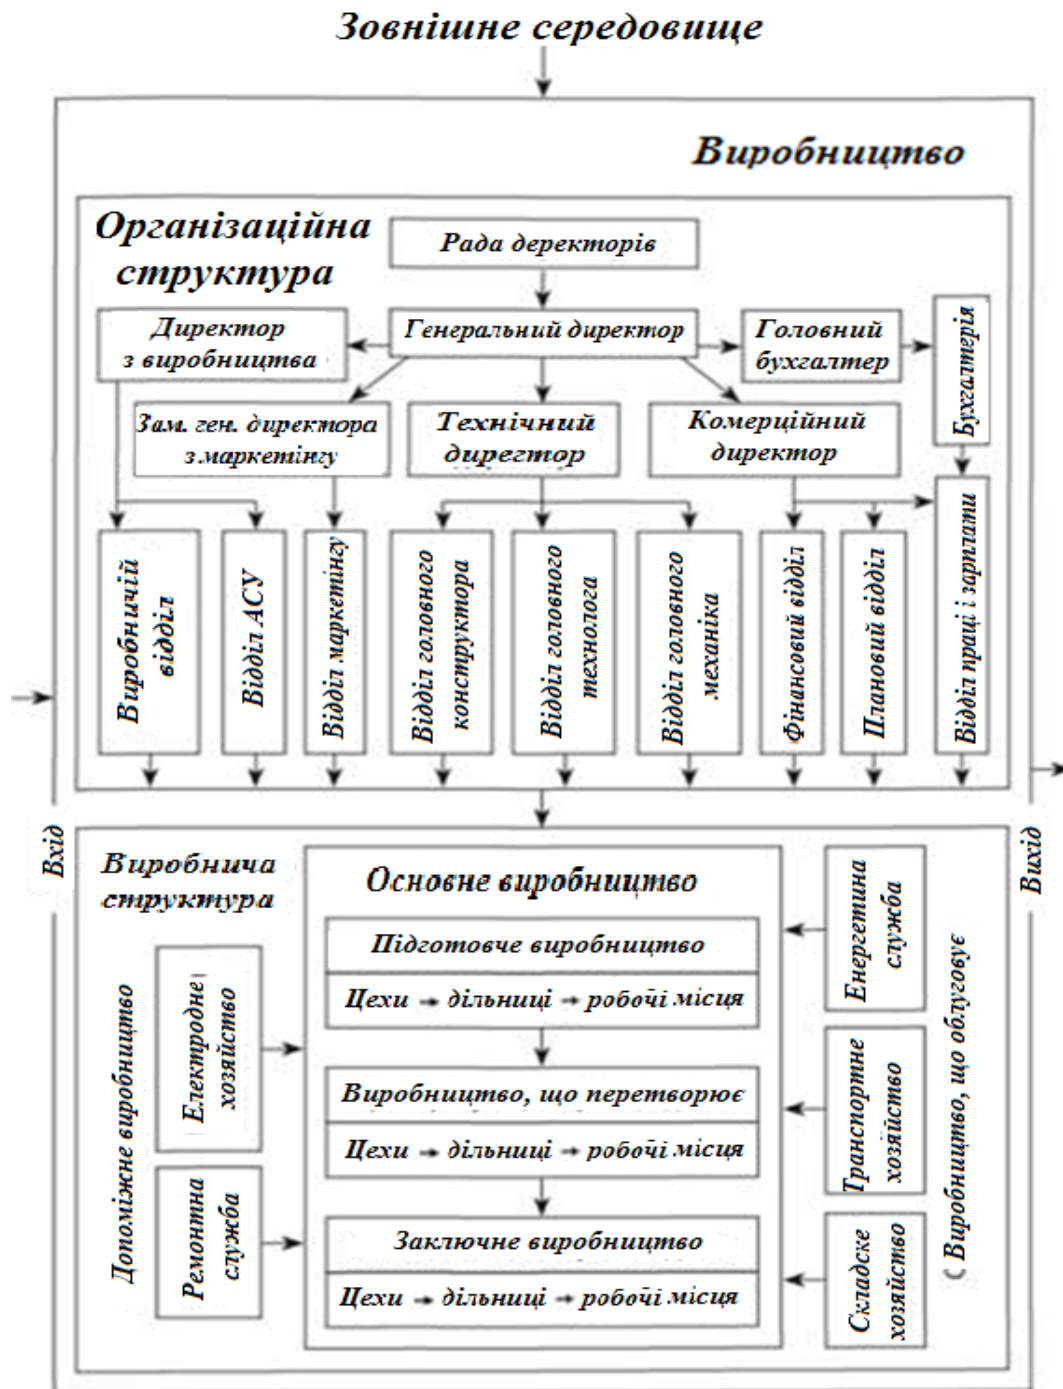 Зовнішне середовище
Виробництво
Організаційна
структура
Рада деректорів
Директор
з виробництва
Генеральний директор
Головний
бухгалтер
Бухгалтерія
Зам. ген. директора
з маркетінгу
Технічний
дирегтор
Комерційний
директор
Виробничій
відділ
Відділ АСУ
Відділ маркетінгу
Відділ головного
конструктора
Відділ головного
технолога
Відділ головного
механіка
Фінансовий відділ
Плановий відділ
Відділ праці і зарплати
Вхід
Вихід
Виробнича
структура
Основне виробництво
Підготовче виробництво
Цехи → дільниці → робочі місця
Виробництво, що перетворює
Цехи → дільниці → робочі місця
Заключне виробництво
Цехи → дільниці → робочі місця
Допоміжне виробництво
Електродне
хозяйство
Ремонтна
служба
Енергетина
служба
Транспортне
хозяйство
Складске
хозяйство
Виробництво, що облуговує